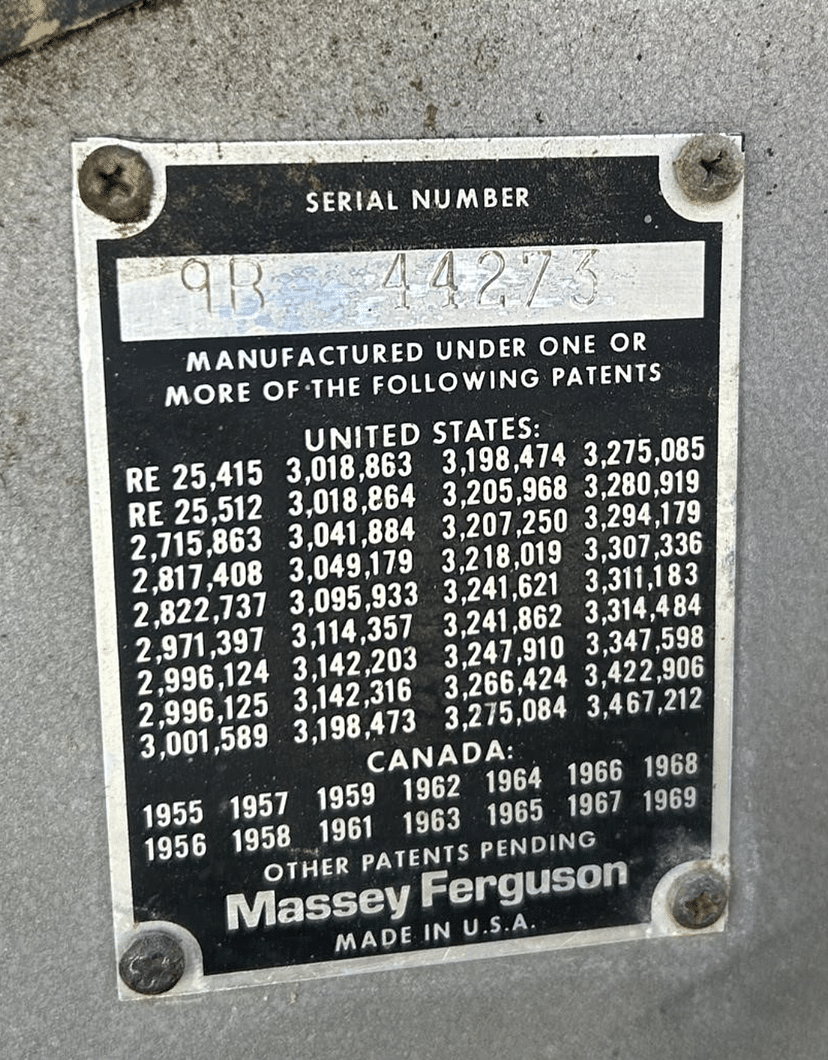 SERIAL NUMBER
9B 44273
MANUFACTURED UNDER ONE OR
MORE OF THE FOLLOWING PATENTS
UNITED STATES:
RE 25,415 3,018,863 3,198,474 3,275,085
RE 25,512 3,018,864 3,205,968 3,280,919
2,715,863 3,041,884 3,207,250 3,294,179
2,817,408 3,049,179 3,218,019 3,307,336
2,822,737 3,095,933 3,241,621 3,311,183
2,971,397 3,114,357 3,241,862 3,314,484
2,996,124 3,142,203 3,247,910 3,347,598
2,996,125 3,142,316 3,266,424 3,422,906
3,001,589 3,198,473 3,275,084 3,467,212
CANADA:
1955 1957 1959 1962 1964 1966 1968
1956 1958 1961 1963 1965 1967 1969
OTHER PATENTS PENDING
Massey Ferguson
MADE IN U.S.A.